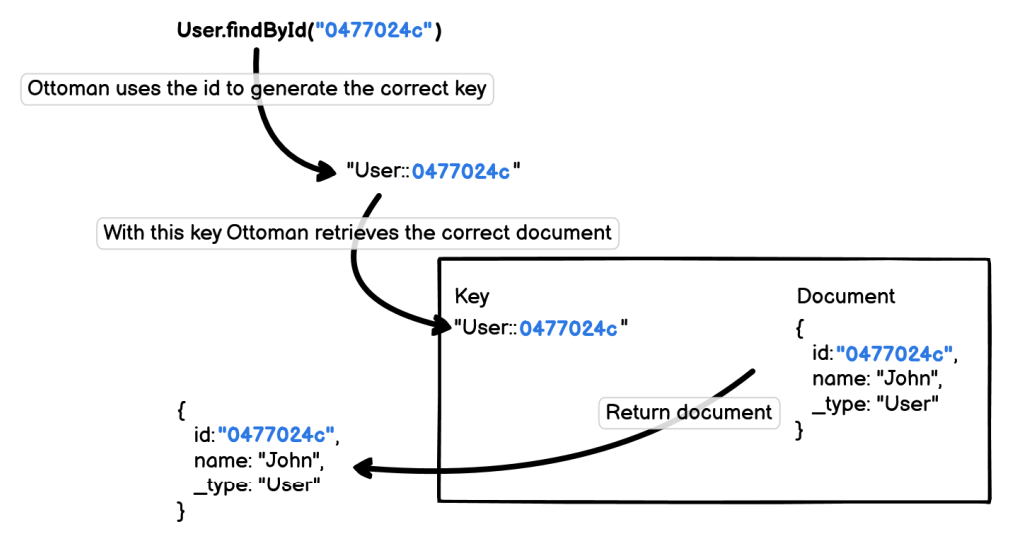 User.findById("0477024c")
Ottoman uses the id to generate the correct key
"User::0477024c"
With this key Ottoman retrieves the correct document
Key
"User::0477024c"
Document
{
id:"0477024c",
name: "John",
_type: "User"
}
Return document
{
id:"0477024c",
name: "John",
_type: "User"
}